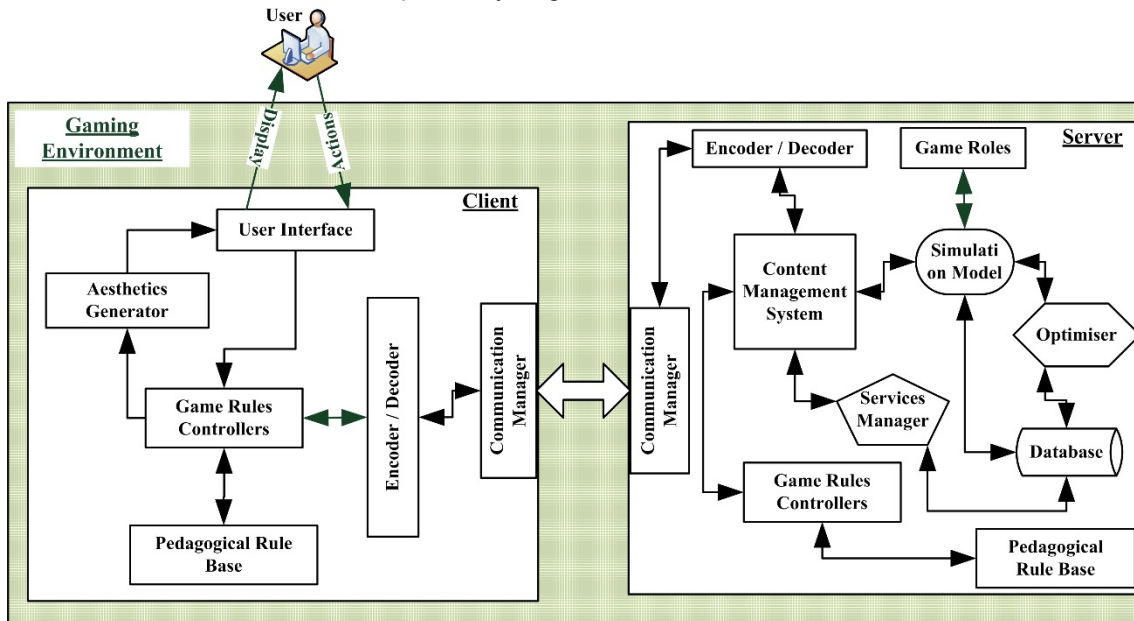 User
Gaming
Environment
Display
Actions
Client
User Interface
Aesthetics
Generator
Game Rules
Controllers
Pedagogical Rule
Base
Encoder / Decoder
Communication
Manager
Server
Encoder / Decoder
Game Roles
Communication
Manager
Content
Management
System
Simulati
on Model
Optimiser
Services
Manager
Database
Game Rules
Controllers
Pedagogical
Rule Base